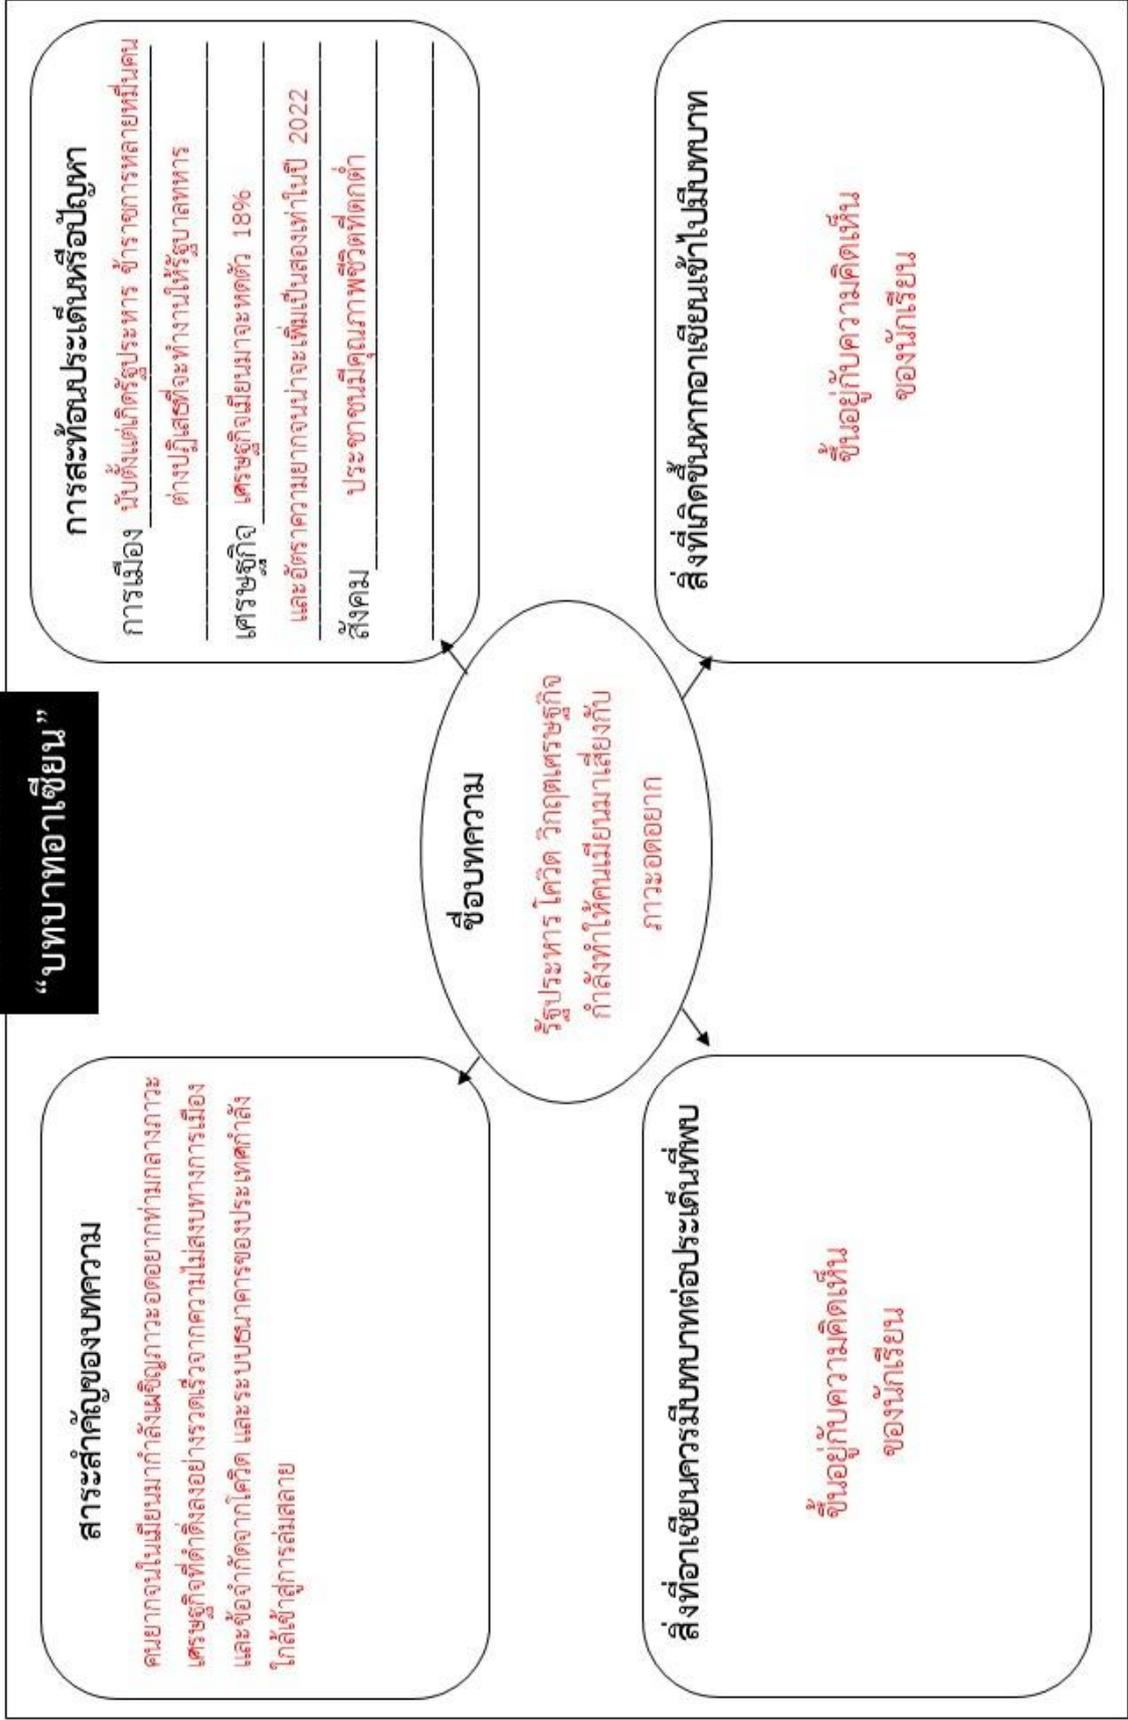 “บทบาทอาเซียน”
สาระสำคัญของบทความ
คนยากจนในเมียนมากำลังเผชิญภาวะอดอยากท่ามกลางภาวะ
เศรษฐกิจที่ดำดิ่งลงอย่างรวดเร็วจากความไม่สงบทางการเมือง
และข้อจำกัดจากโควิด และระบบธนาคารของประเทศกำลัง
ใกล้เข้าสู่การล่มสลาย
การสะท้อนประเด็นหรือปัญหา
การเมือง นับตั้งแต่เกิดรัฐประหาร ข้าราชการหลายหมื่นคน
ต่างปฏิเสธที่จะทำงานให้รัฐบาลทหาร
เศรษฐกิจ เศรษฐกิจเมียนมาจะหดตัว 18%
และอัตราความยากจนน่าจะเพิ่มเป็นสองเท่าในปี 2022
สังคม ประชาชนมีคุณภาพชีวิตที่ตกต่ำ
ชื่อบทความ
รัฐประหาร โควิด วิกฤตเศรษฐกิจ
กำลังทำให้คนเมียนมาเสี่ยงกับ
ภาวะอดอยาก
สิ่งที่อาเซียนควรมีบทบาทต่อประเด็นที่พบ
ขึ้นอยู่กับความคิดเห็น
ของนักเรียน
สิ่งที่เกิดขึ้นหากอาเซียนเข้าไปมีบทบาท
ขึ้นอยู่กับความคิดเห็น
ของนักเรียน